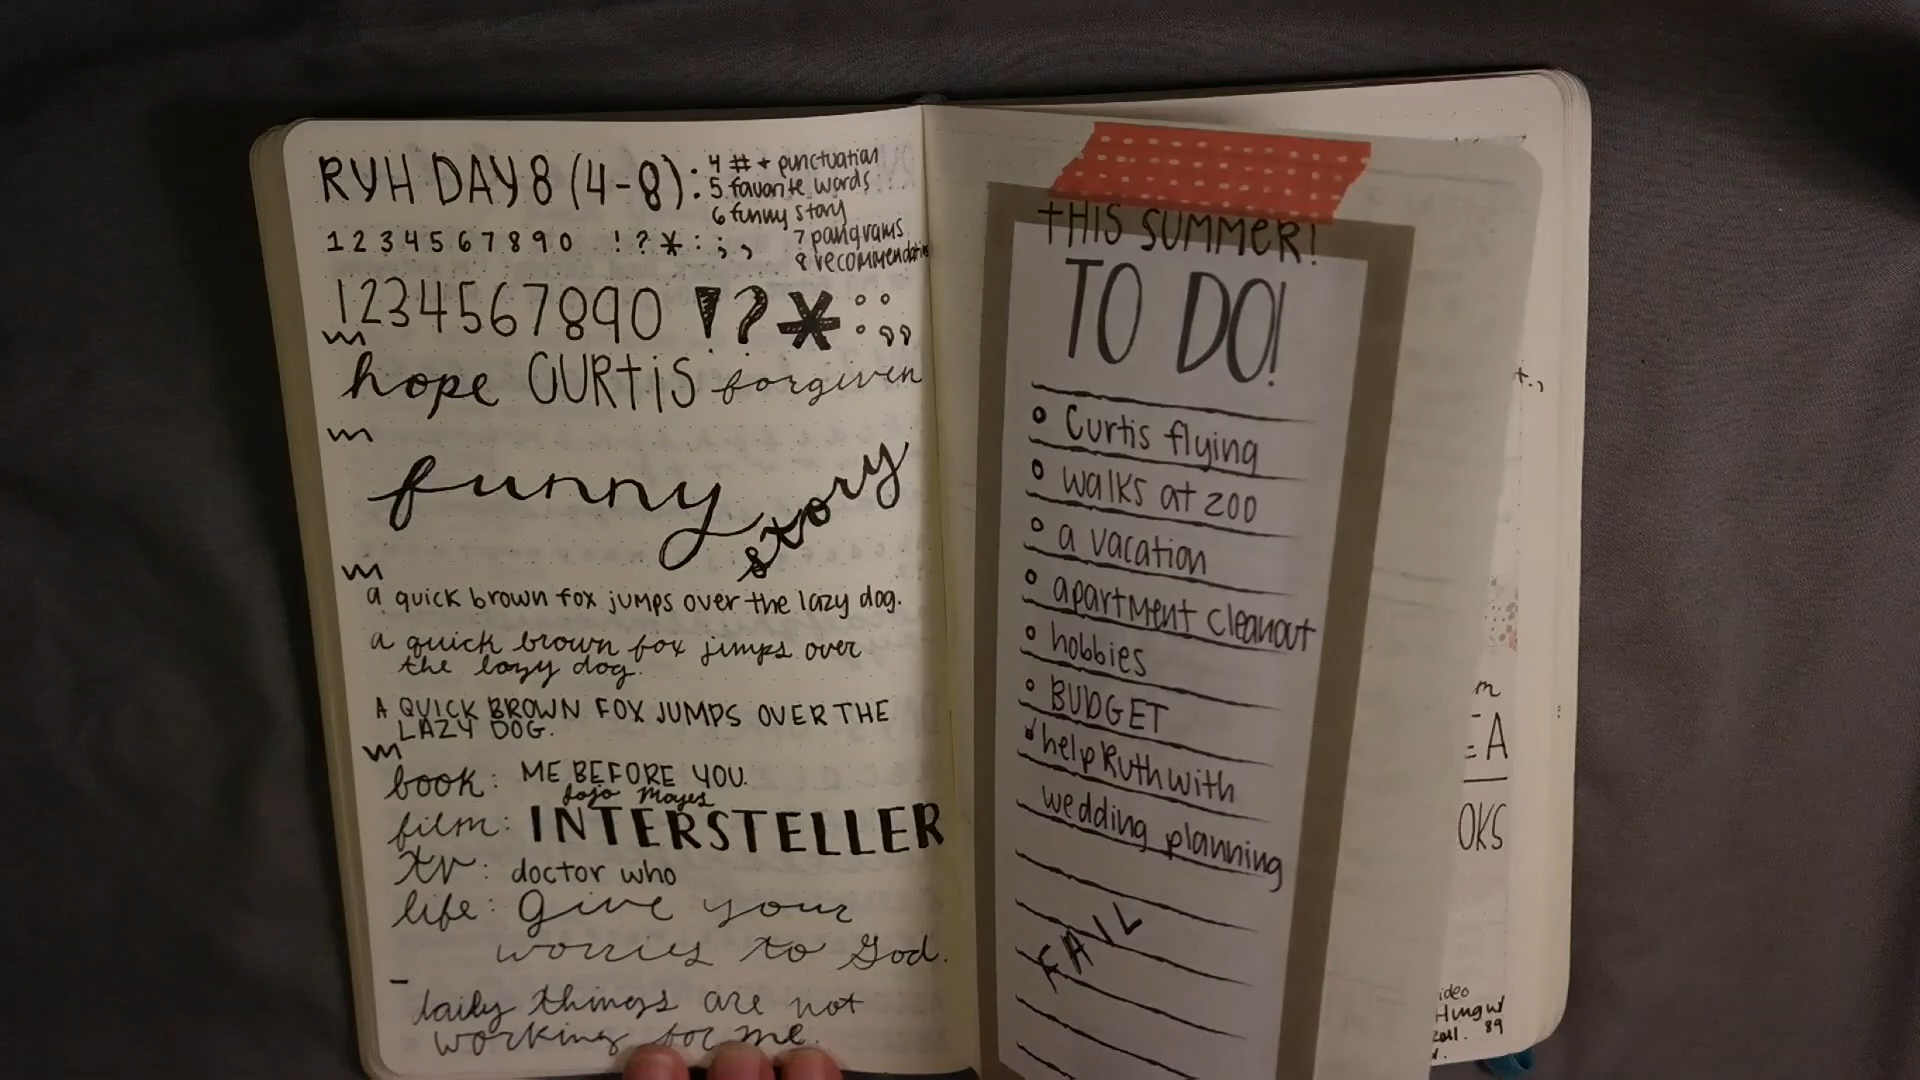 RYH DAY 8 (4-8):
4 # + punctuation
5 favorite words
6 funny story
7 pangrams
8 recommendation
1 2 3 4 5 6 7 8 9 0 ! ? * : ; ,
1234567890 ! ? * : ; ,
hope CURTIS forgiven
funny story
a quick brown fox jumps over the lazy dog.
a quick brown fox jumps over
the lazy dog.
A QUICK BROWN FOX JUMPS OVER THE
LAZY DOG.
book: ME BEFORE YOU.
Jojo Moyes
film: INTERSTELLER
tv: doctor who
life: Give your
worries to God.
- daily things are not
working for me.
THIS SUMMER!
TO DO!
Curtis flying
walks at zoo
a vacation
apartment cleanout
hobbies
BUDGET
help Ruth with
wedding planning
FAIL
m
EA
OKS
ideo
89